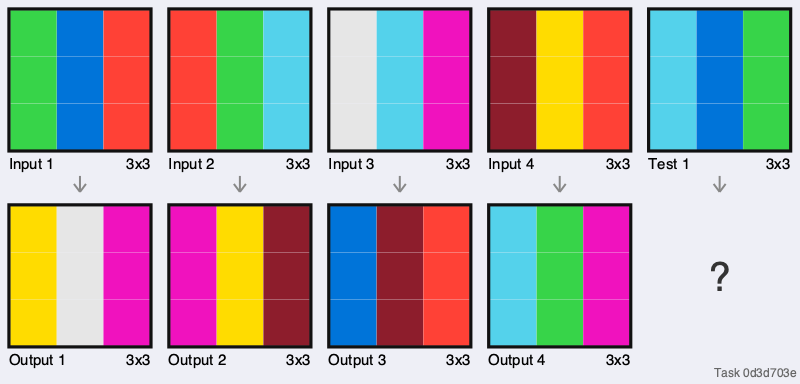 Input 1 3x3 Input 2 3x3 Input 3 3x3 Input 4 3x3 Test 1 3x3
?
Output 1 3x3 Output 2 3x3 Output 3 3x3 Output 4 3x3
Task 0d3d703e